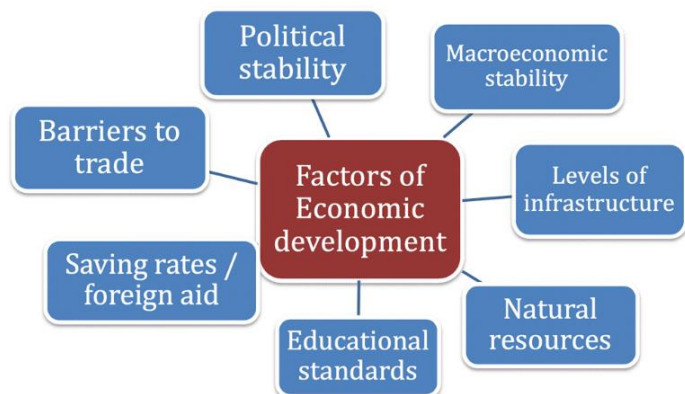 Political
stability
Macroeconomic
stability
Barriers to
trade
Factors of
Economic
development
Levels of
infrastructure
Saving rates /
foreign aid
Natural
resources
Educational
standards